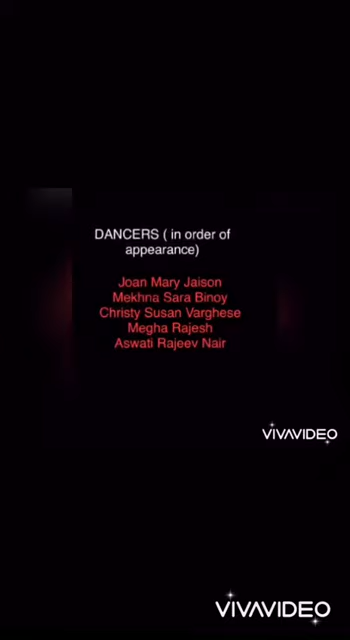 DANCERS ( in order of
appearance)
Joan Mary Jaison
Mekhna Sara Binoy
Christy Susan Varghese
Megha Rajesh
Aswati Rajeev Nair
VIVAVIDEO
VIVAVIDEO